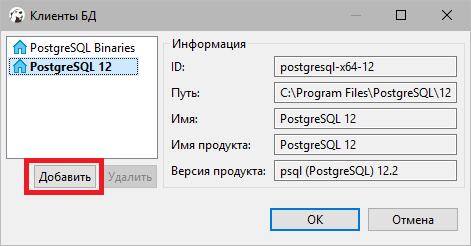 Клиенты БД
PostgreSQL Binaries
PostgreSQL 12
Добавить
Удалить
Информация
ID: postgresql-x64-12
Путь: C:\Program Files\PostgreSQL\12
Имя: PostgreSQL 12
Имя продукта: PostgreSQL 12
Версия продукта: psql (PostgreSQL) 12.2
OK
Отмена